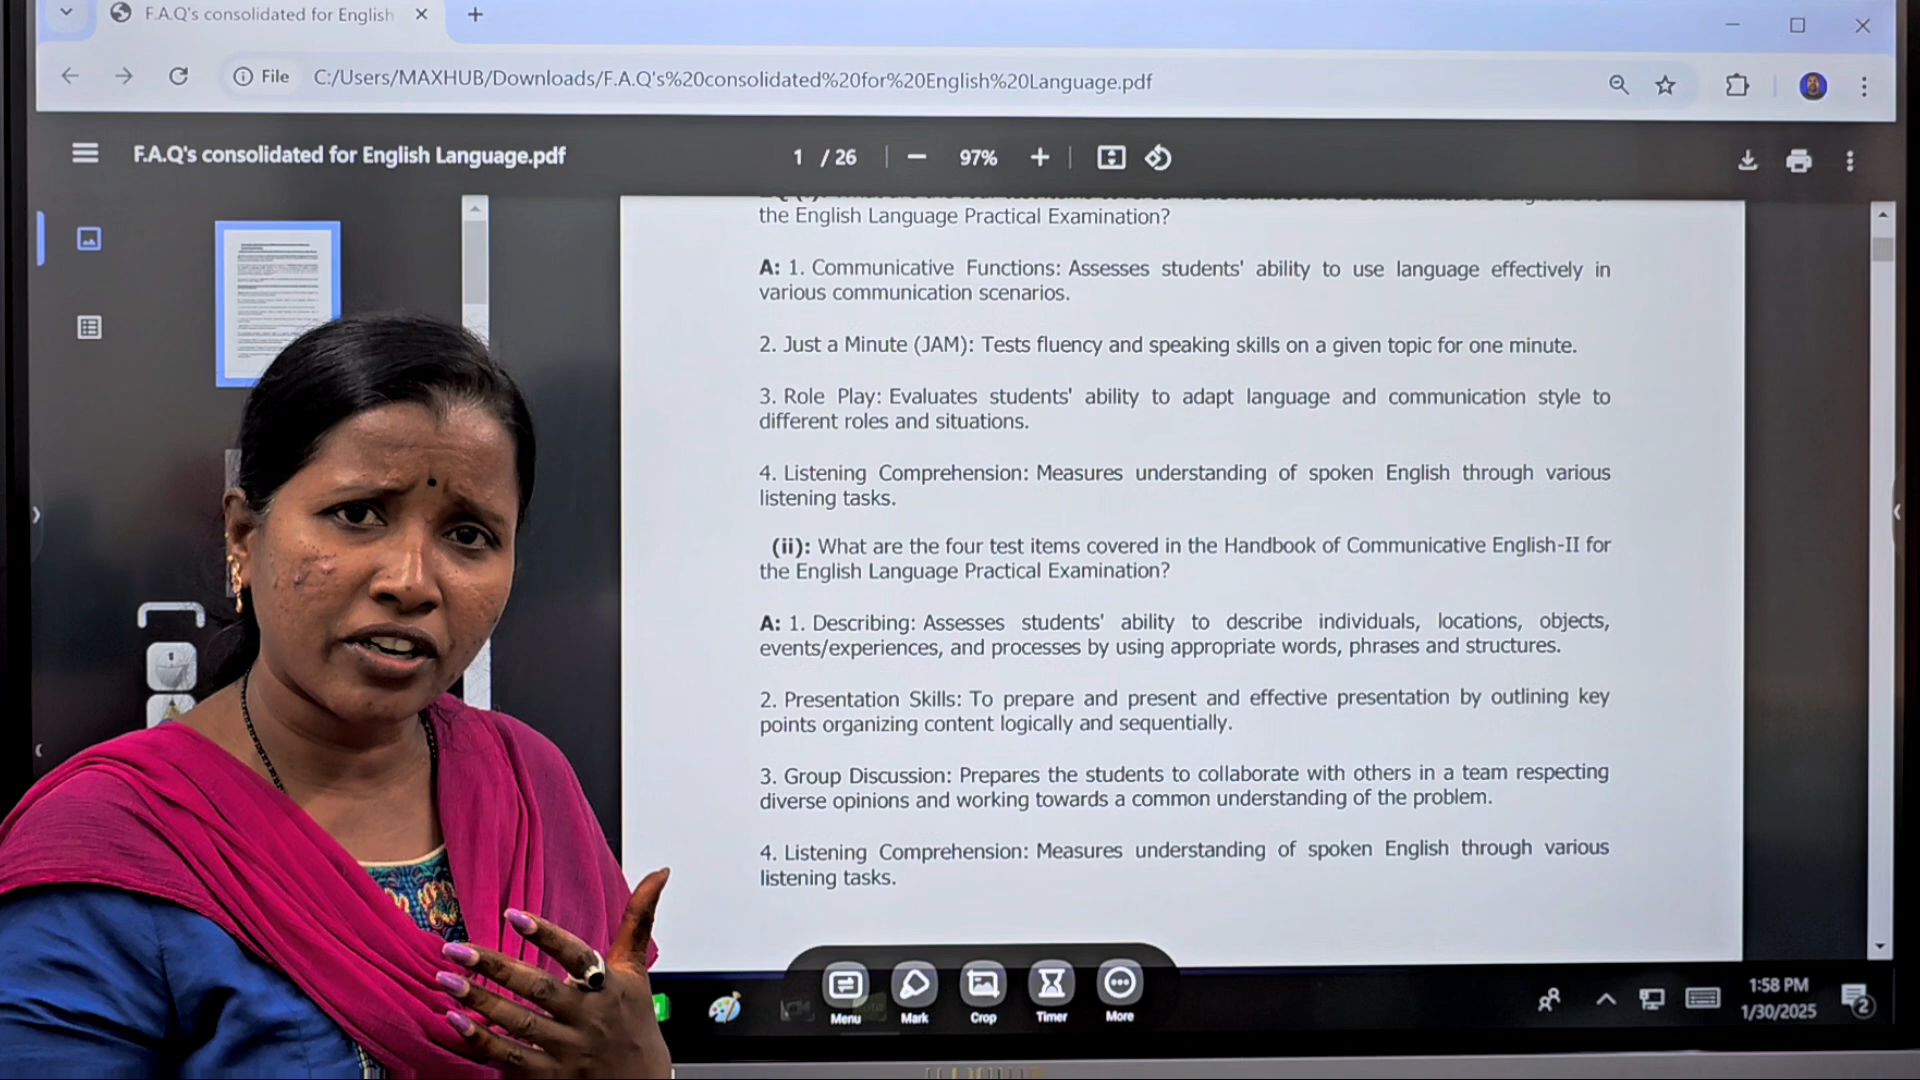 F.A.Q's consolidated for English
File
C:/Users/MAXHUB/Downloads/F.A.Q's%20consolidated%20for%20English%20Language.pdf
F.A.Q's consolidated for English Language.pdf
1 / 26
97%
the English Language Practical Examination?
A: 1. Communicative Functions: Assesses students' ability to use language effectively in
various communication scenarios.
2. Just a Minute (JAM): Tests fluency and speaking skills on a given topic for one minute.
3. Role Play: Evaluates students' ability to adapt language and communication style to
different roles and situations.
4. Listening Comprehension: Measures understanding of spoken English through various
listening tasks.
(ii): What are the four test items covered in the Handbook of Communicative English-II for
the English Language Practical Examination?
A: 1. Describing: Assesses students' ability to describe individuals, locations, objects,
events/experiences, and processes by using appropriate words, phrases and structures.
2. Presentation Skills: To prepare and present and effective presentation by outlining key
points organizing content logically and sequentially.
3. Group Discussion: Prepares the students to collaborate with others in a team respecting
diverse opinions and working towards a common understanding of the problem.
4. Listening Comprehension: Measures understanding of spoken English through various
listening tasks.
Menu
Mark
Crop
Timer
More
1:58 PM
1/30/2025
2